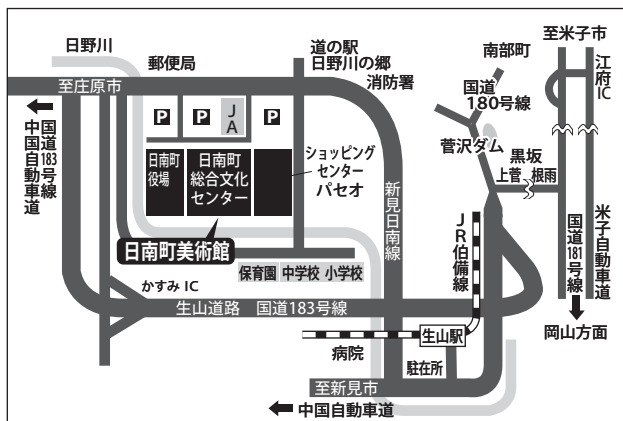 日野川
郵便局
道の駅
日野川の郷
消防署
南部町
至米子市
江府IC
国道
180号線
至庄原市
P
P
JA
P
国道183号線
中国自動車道
日南町
役場
日南町
総合文化
センター
ショッピング
センター
パセオ
菅沢ダム
黒坂
上菅
根雨
新見日南線
JR伯備線
国道181号線
米子自動車道
日南町美術館
保育園
中学校
小学校
かすみIC
生山道路 国道183号線
岡山方面
生山駅
病院
駐在所
至新見市
中国自動車道